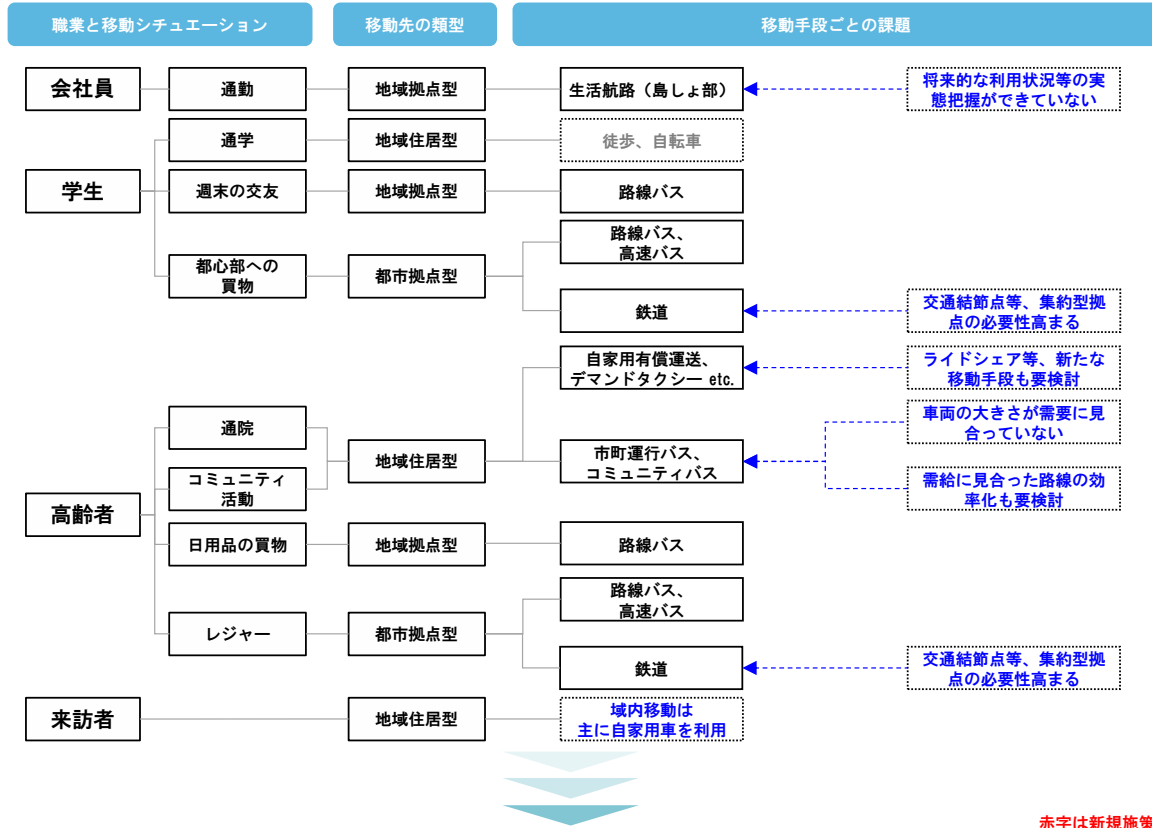 職業と移動シチュエーション
移動先の類型
移動手段ごとの課題
会社員
通勤
地域拠点型
生活航路（島しょ部）
将来的な利用状況等の実
態把握ができていない
学生
通学
地域住居型
徒歩、自転車
週末の交友
地域拠点型
路線バス
都心部への
買物
都市拠点型
路線バス、
高速バス
鉄道
交通結節点等、集約型拠
点の必要性高まる
高齢者
通院
コミュニティ
活動
地域住居型
自家用有償運送、
デマンドタクシー etc.
ライドシェア等、新たな
移動手段も要検討
市町運行バス、
コミュニティバス
車両の大きさが需要に見
合っていない
需給に見合った路線の効
率化も要検討
日用品の買物
地域拠点型
路線バス
レジャー
都市拠点型
路線バス、
高速バス
鉄道
交通結節点等、集約型拠
点の必要性高まる
来訪者
地域住居型
域内移動は
主に自家用車を利用
赤字は新規施策